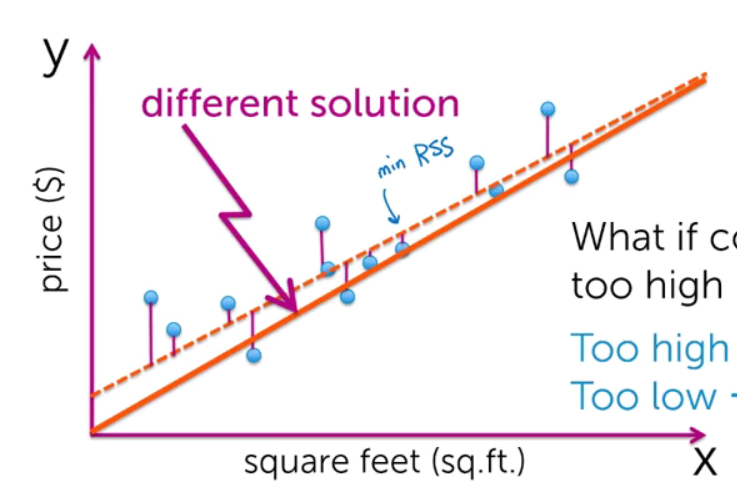 y
different solution
min RSS
price ($)
What if co
too high
Too high
Too low -
square feet (sq.ft.)
x